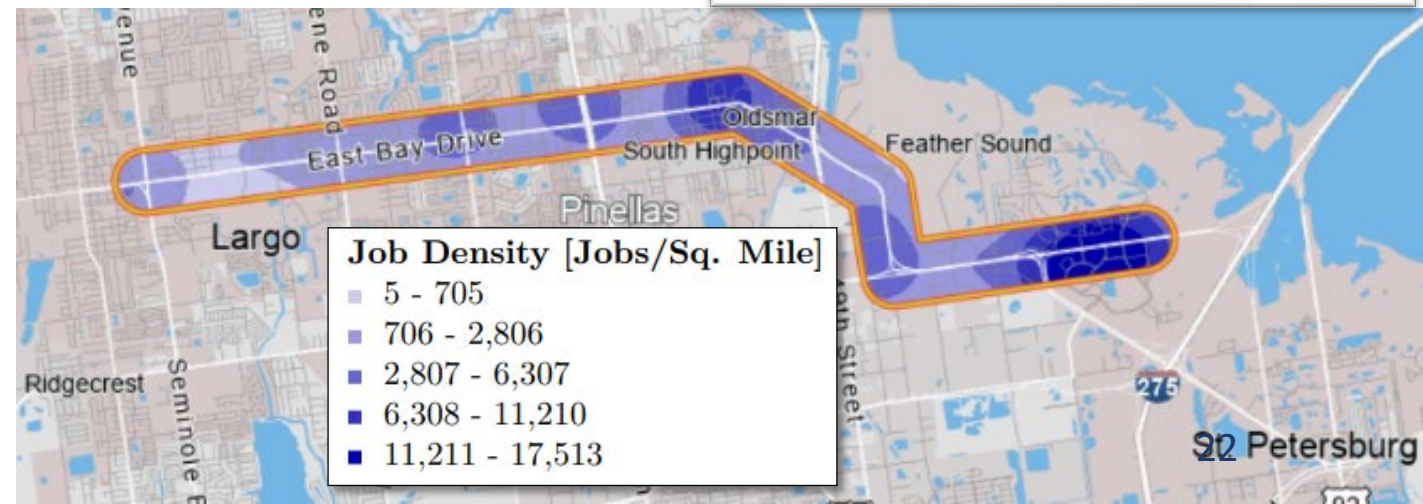 enue
ene Road
East Bay Drive
Oldsmar
South Highpoint
Feather Sound
Pinellas
Largo
Job Density [Jobs/Sq. Mile]
5 - 705
706 - 2,806
2,807 - 6,307
6,308 - 11,210
11,211 - 17,513
Ridgecrest
Seminole B
49th Street
275
St. Petersburg
22